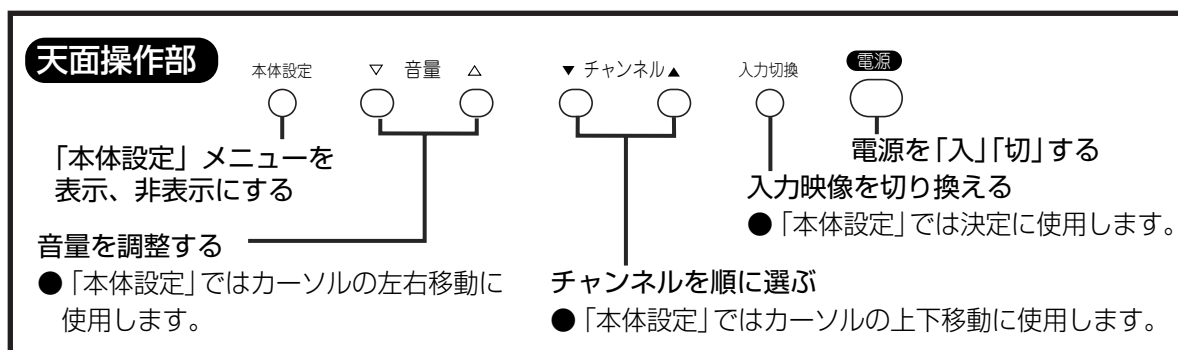 天面操作部
本体設定
▽ 音量 △
▼ チャンネル ▲
入力切換
電源
「本体設定」メニューを
表示、非表示にする
電源を「入」「切」する
入力映像を切り換える
●「本体設定」では決定に使用します。
音量を調整する
●「本体設定」ではカーソルの左右移動に
使用します。
チャンネルを順に選ぶ
●「本体設定」ではカーソルの上下移動に使用します。